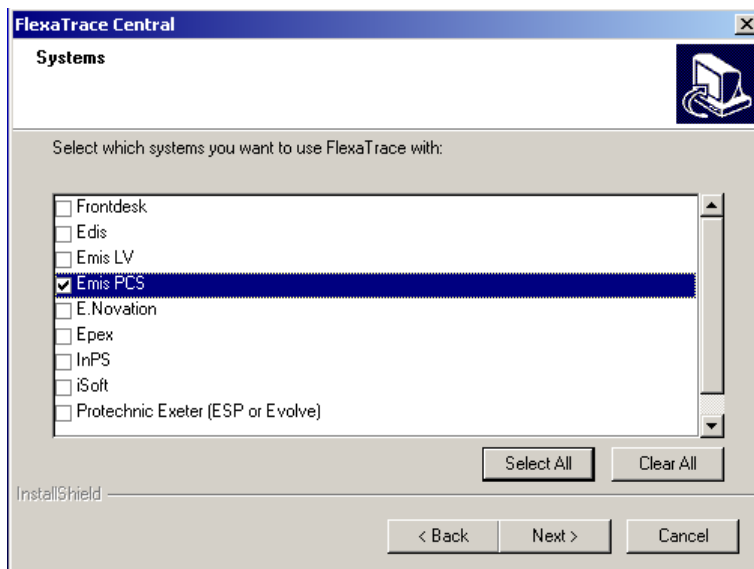 FlexaTrace Central
Systems
Select which systems you want to use FlexaTrace with:
Frontdesk
Edis
Emis LV
Emis PCS
E.Novation
Epex
InPS
iSoft
Protechnic Exeter (ESP or Evolve)
Select All
Clear All
InstallShield
< Back
Next >
Cancel